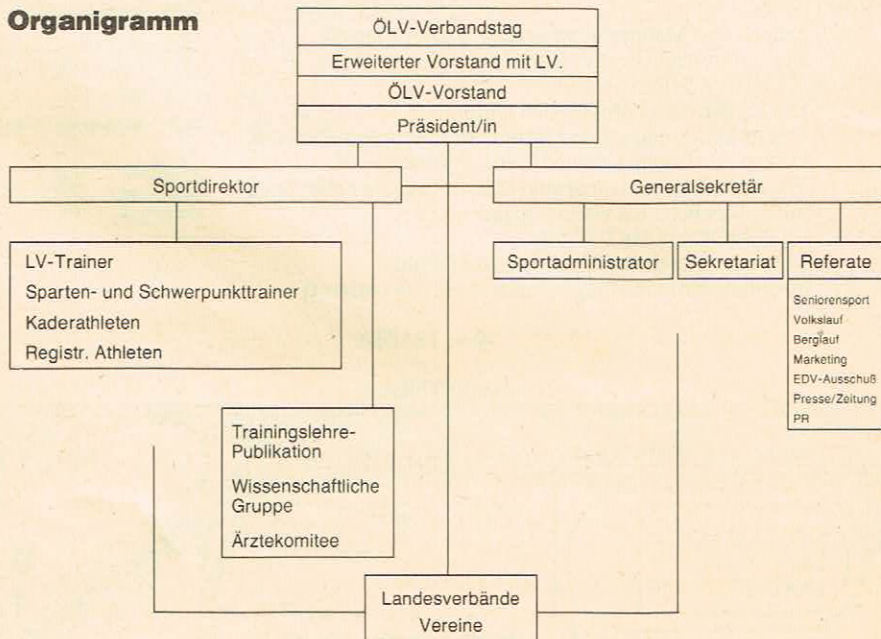 Organigramm
ÖLV-Verbandstag
Erweiterter Vorstand mit LV.
ÖLV-Vorstand
Präsident/in
Sportdirektor
Generalsekretär
LV-Trainer
Sparten- und Schwerpunkttrainer
Kaderathleten
Registr. Athleten
Sportadministrator
Sekretariat
Referate
Seniorensport
Volkslauf
Berglauf
Marketing
EDV-Ausschuß
Presse/Zeitung
PR
Trainingslehre-
Publikation
Wissenschaftliche
Gruppe
Ärztekomitee
Landesverbände
Vereine